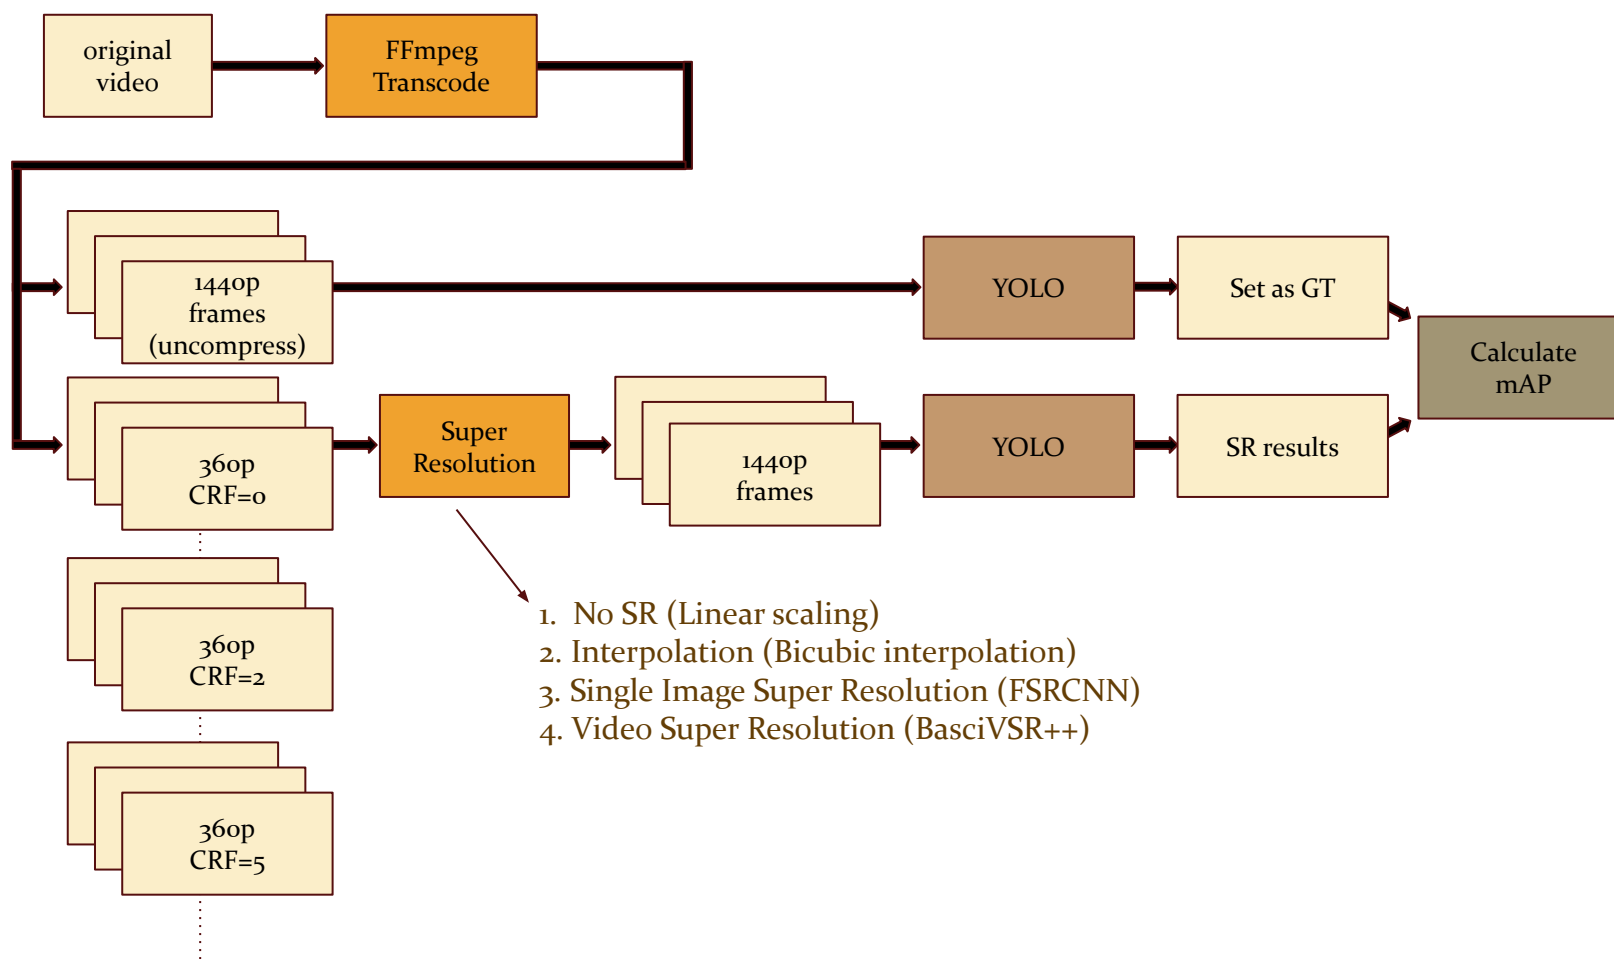 original
video
FFmpeg
Transcode
1440p
frames
(uncompress)
YOLO
Set as GT
Calculate
mAP
360p
CRF=0
Super
Resolution
1440p
frames
YOLO
SR results
1. No SR (Linear scaling)
2. Interpolation (Bicubic interpolation)
3. Single Image Super Resolution (FSRCNN)
4. Video Super Resolution (BasciVSR++)
360p
CRF=2
360p
CRF=5